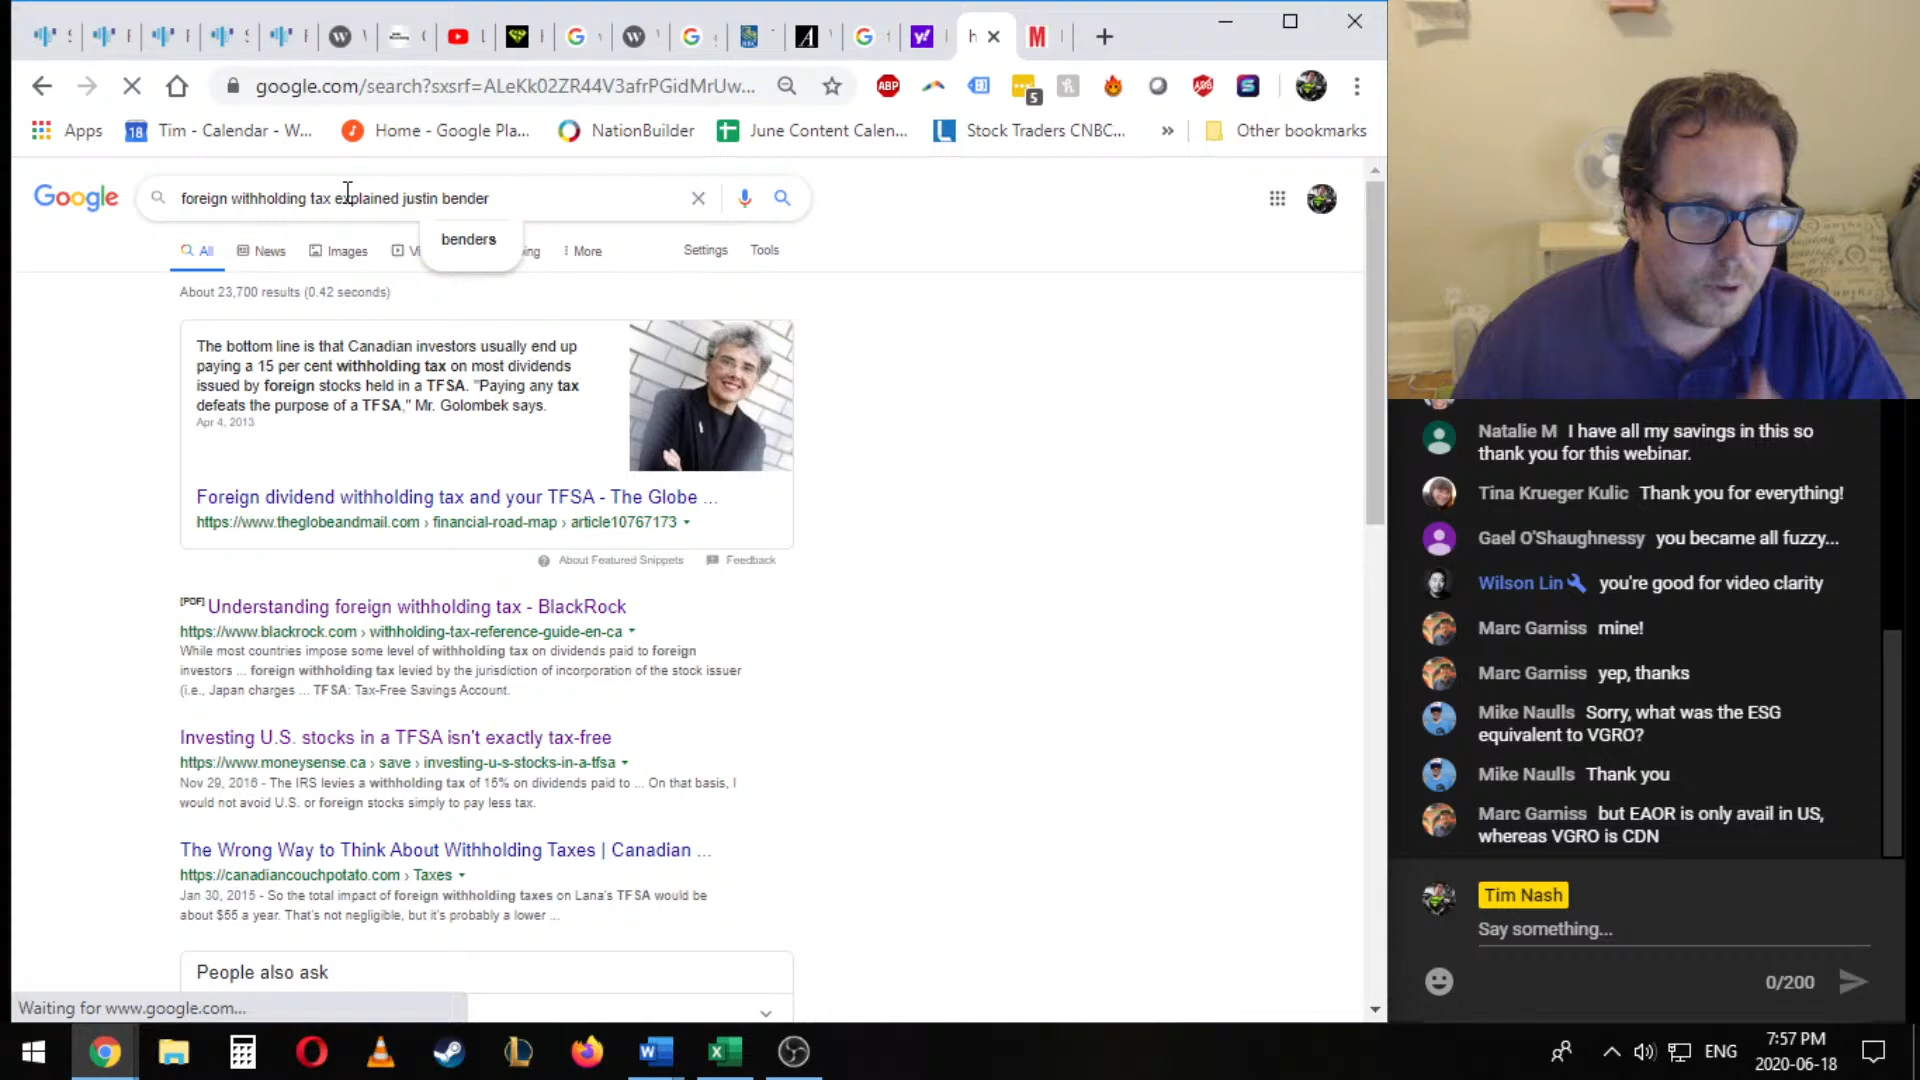 google.com/search?sxsrf=ALeKk02ZR44V3afrPGidMrUw...
5
Apps
18
Tim - Calendar - W...
Home - Google Pla...
NationBuilder
June Content Calen...
Stock Traders CNBC...
»
Other bookmarks
Google
foreign withholding tax explained justin bender
benders
All
News
Images
More
Settings
Tools
About 23,700 results (0.42 seconds)
The bottom line is that Canadian investors usually end up
paying a 15 per cent withholding tax on most dividends
issued by foreign stocks held in a TFSA. "Paying any tax
defeats the purpose of a TFSA," Mr. Golombek says.
Apr 4, 2013
Foreign dividend withholding tax and your TFSA - The Globe ...
https://www.theglobeandmail.com › financial-road-map › article10767173
About Featured Snippets
Feedback
[PDF] Understanding foreign withholding tax - BlackRock
https://www.blackrock.com › withholding-tax-reference-guide-en-ca
While most countries impose some level of withholding tax on dividends paid to foreign
investors ... foreign withholding tax levied by the jurisdiction of incorporation of the stock issuer
(i.e., Japan charges ... TFSA: Tax-Free Savings Account.
Investing U.S. stocks in a TFSA isn't exactly tax-free
https://www.moneysense.ca › save › investing-u-s-stocks-in-a-tfsa
Nov 29, 2016 - The IRS levies a withholding tax of 15% on dividends paid to ... On that basis, I
would not avoid U.S. or foreign stocks simply to pay less tax.
The Wrong Way to Think About Withholding Taxes | Canadian ...
https://canadiancouchpotato.com › Taxes
Jan 30, 2015 - So the total impact of foreign withholding taxes on Lana's TFSA would be
about $55 a year. That's not negligible, but it's probably a lower ...
People also ask
Waiting for www.google.com...
Natalie M I have all my savings in this so
thank you for this webinar.
Tina Krueger Kulic Thank you for everything!
Gael O'Shaughnessy you became all fuzzy...
Wilson Lin you're good for video clarity
Marc Garniss mine!
Marc Garniss yep, thanks
Mike Naulls Sorry, what was the ESG
equivalent to VGRO?
Mike Naulls Thank you
Marc Garniss but EAOR is only avail in US,
whereas VGRO is CDN
Tim Nash
Say something...
0/200
ENG
7:57 PM
2020-06-18